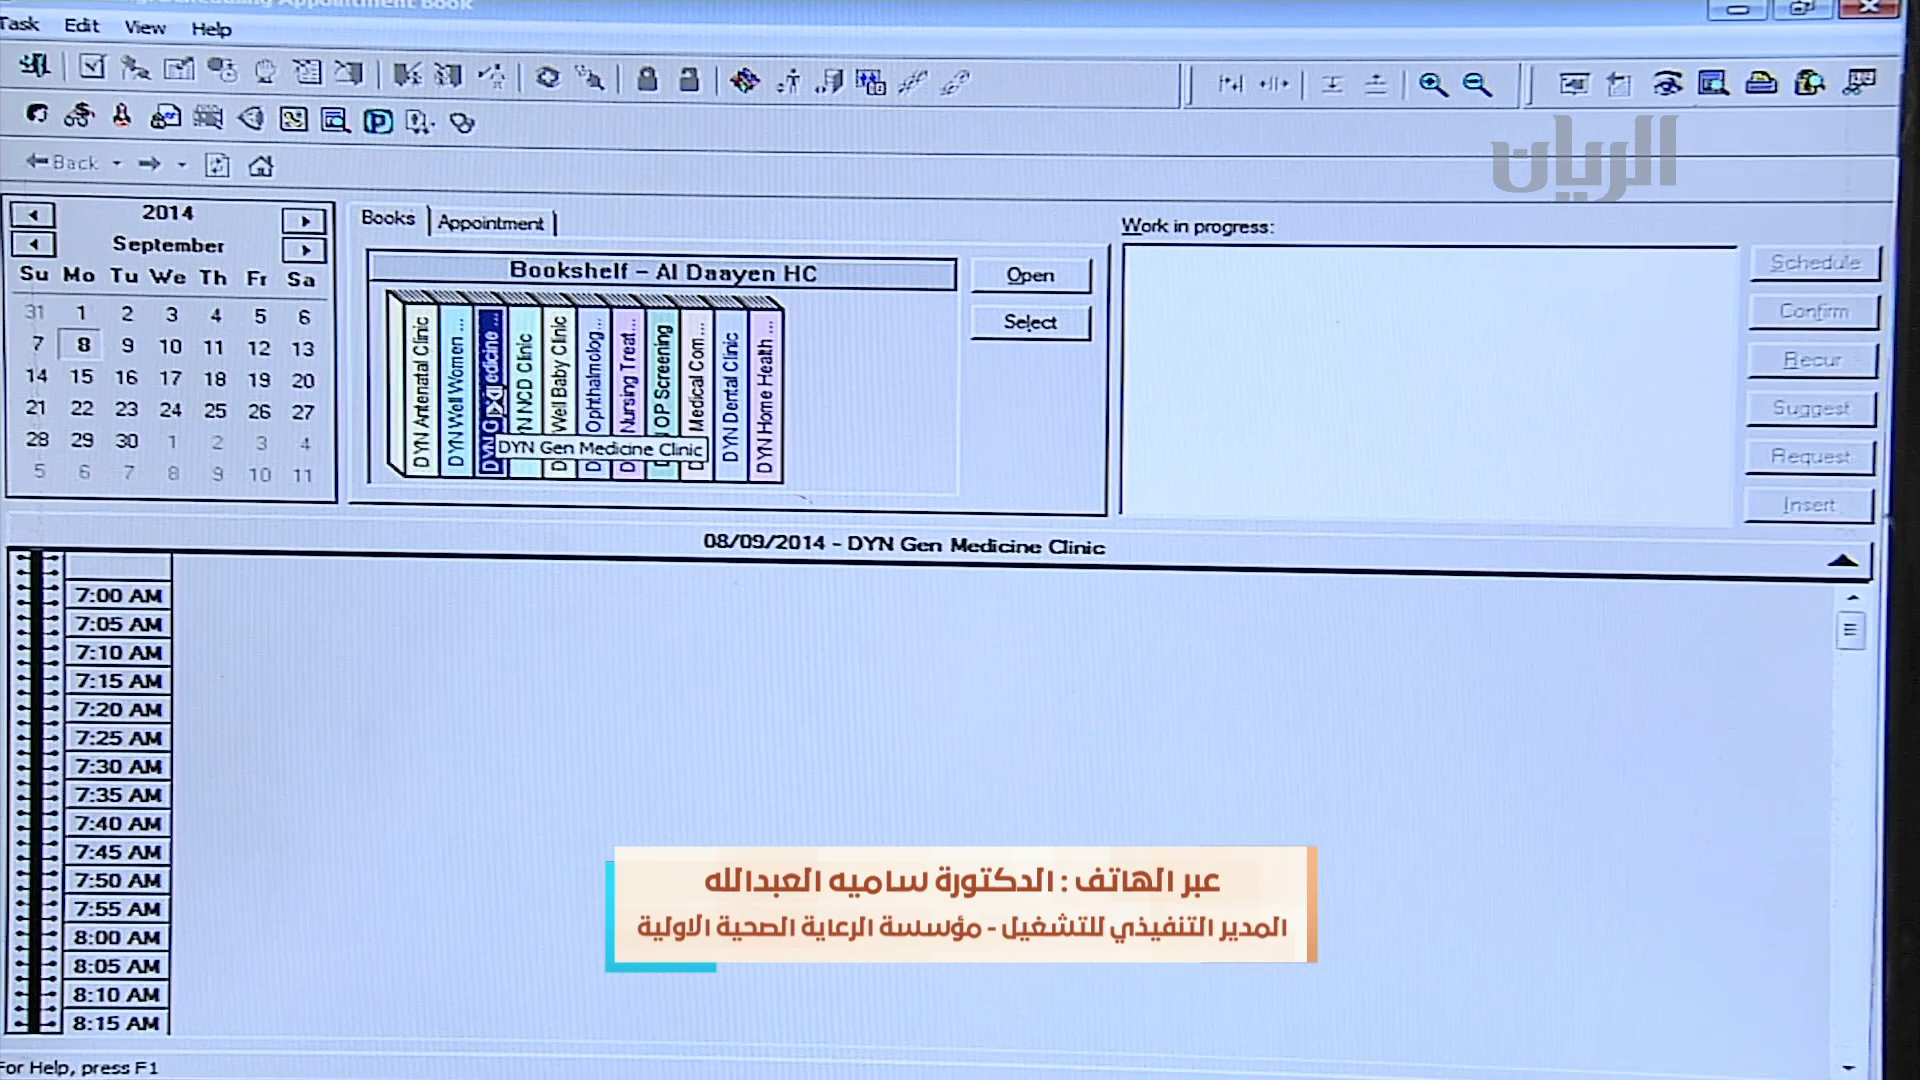 Appointment Book
Task Edit View Help
Back
الريان
2014
September
Su Mo Tu We Th Fr Sa
31 1 2 3 4 5 6
7 8 9 10 11 12 13
14 15 16 17 18 19 20
21 22 23 24 25 26 27
28 29 30 1 2 3 4
5 6 7 8 9 10 11
Books Appointment
Bookshelf - Al Daayen HC
DYN Antenatal Clinic
DYN Well Women ...
edicine ...
NCD Clinic
Well Baby Clinic
Ophthalmolog...
Nursing Treat...
OP Screening
Medical Com...
DYN Dental Clinic
DYN Home Health ...
DYN Gen Medicine Clinic
Open
Select
Work in progress:
Schedule
Confirm
Recur
Suggest
Request
Insert
08/09/2014 - DYN Gen Medicine Clinic
7:00 AM
7:05 AM
7:10 AM
7:15 AM
7:20 AM
7:25 AM
7:30 AM
7:35 AM
7:40 AM
7:45 AM
7:50 AM
7:55 AM
8:00 AM
8:05 AM
8:10 AM
8:15 AM
عبر الهاتف : الدكتورة ساميه العبدالله
المدير التنفيذي للتشغيل - مؤسسة الرعاية الصحية الاولية
For Help, press F1